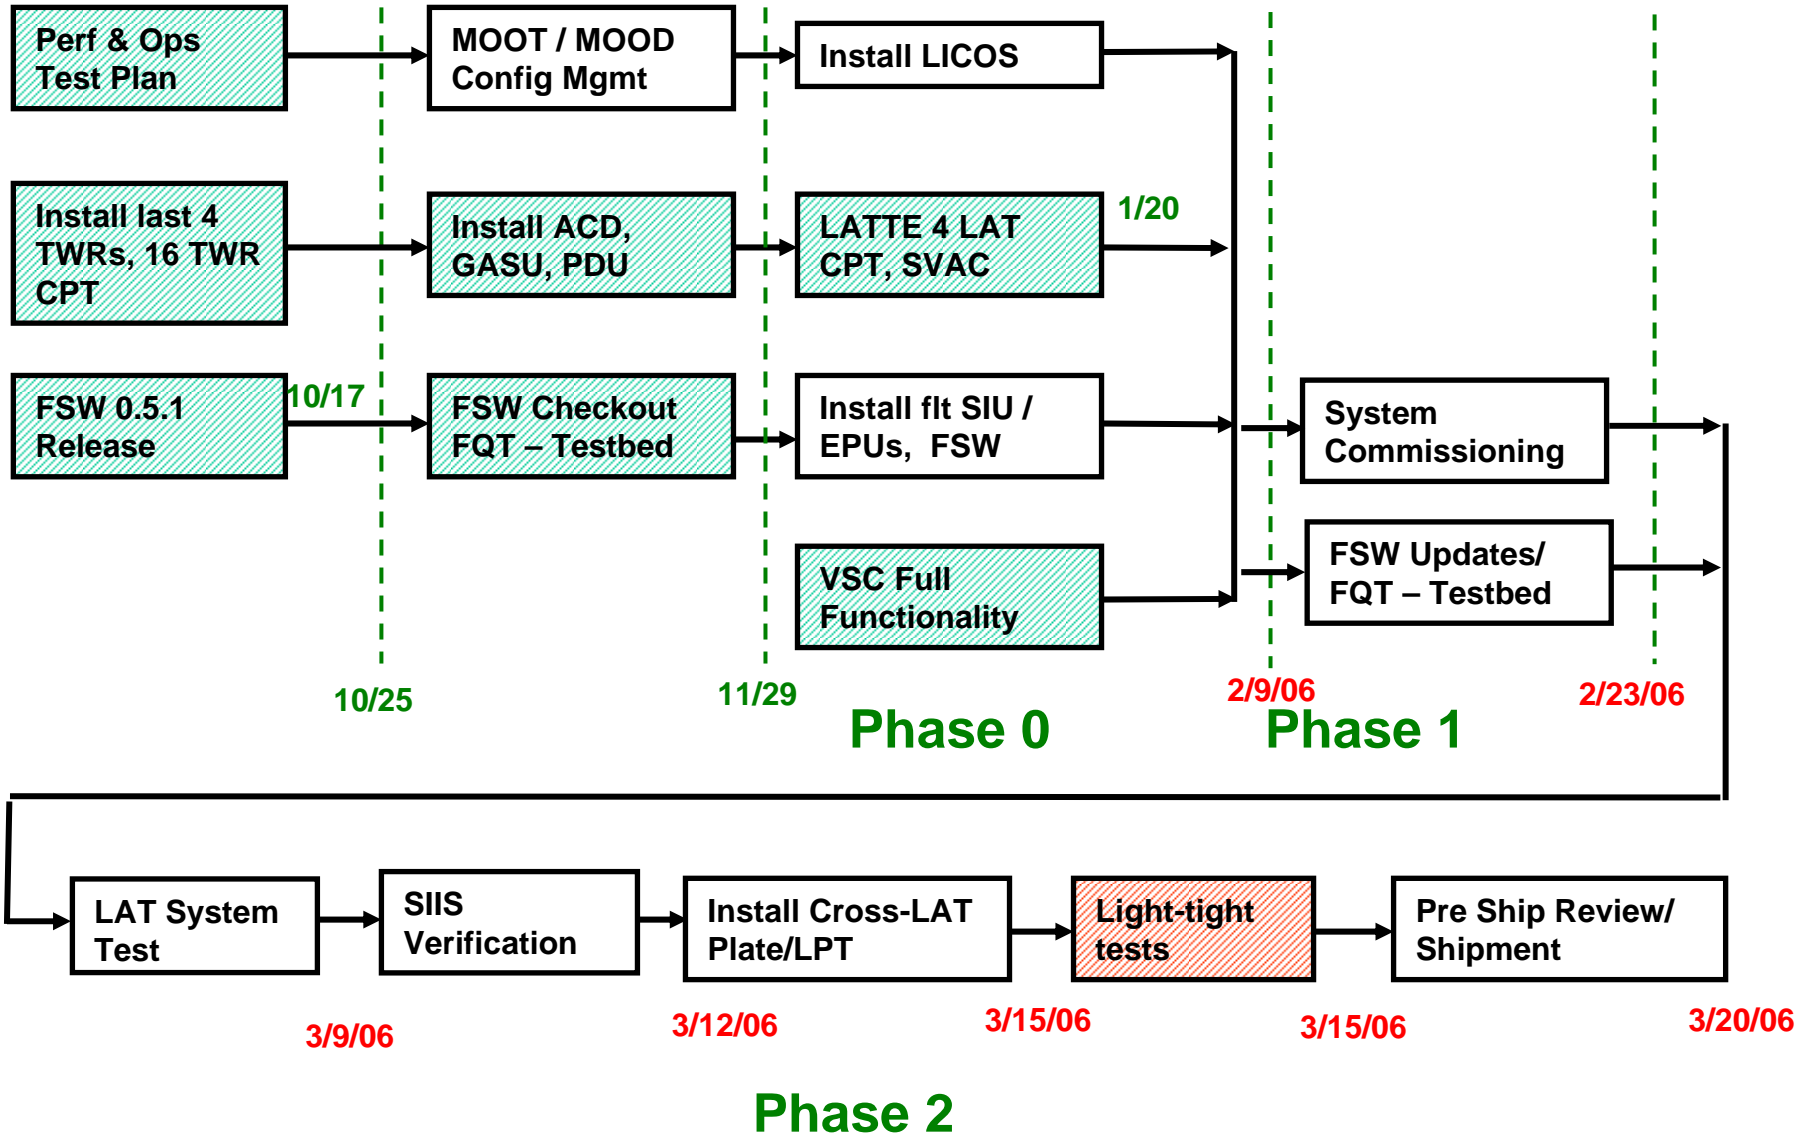 Perf & Ops
Test Plan
MOOT / MOOD
Config Mgmt
Install LICOS
Install last 4
TWRs, 16 TWR
CPT
Install ACD,
GASU, PDU
LATTE 4 LAT
CPT, SVAC
1/20
FSW 0.5.1
Release
10/17
FSW Checkout
FQT – Testbed
Install flt SIU /
EPUs,  FSW
System
Commissioning
VSC Full
Functionality
FSW Updates/
FQT – Testbed
10/25
11/29
2/9/06
2/23/06
Phase 0
Phase 1
LAT System
Test
SIIS
Verification
Install Cross-LAT
Plate/LPT
Light-tight
tests
Pre Ship Review/
Shipment
3/9/06
3/12/06
3/15/06
3/15/06
3/20/06
Phase 2